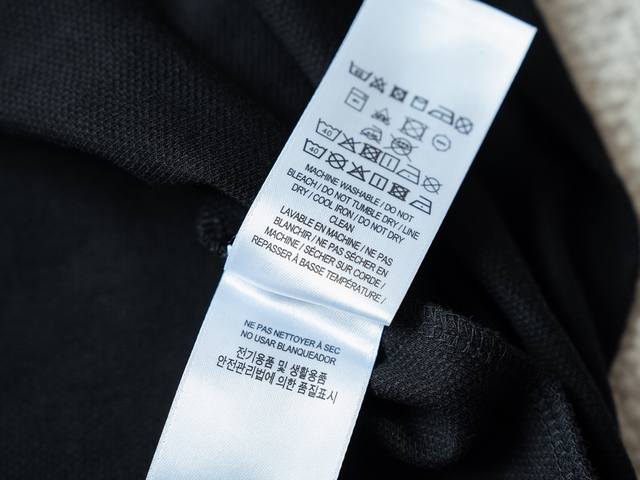 40
40
MACHINE WASHABLE / DO NOT
BLEACH / DO NOT TUMBLE DRY / LINE
DRY / COOL IRON / DO NOT DRY
CLEAN
LAVABLE EN MACHINE / NE PAS
BLANCHIR / NE PAS SÉCHER EN
MACHINE / SÉCHER SUR CORDE /
REPASSER À BASSE TEMPÉRATURE /
NE PAS NETTOYER À SEC
NO USAR BLANQUEADOR
전기용품 및 생활용품
안전관리법에 의한 품질표시